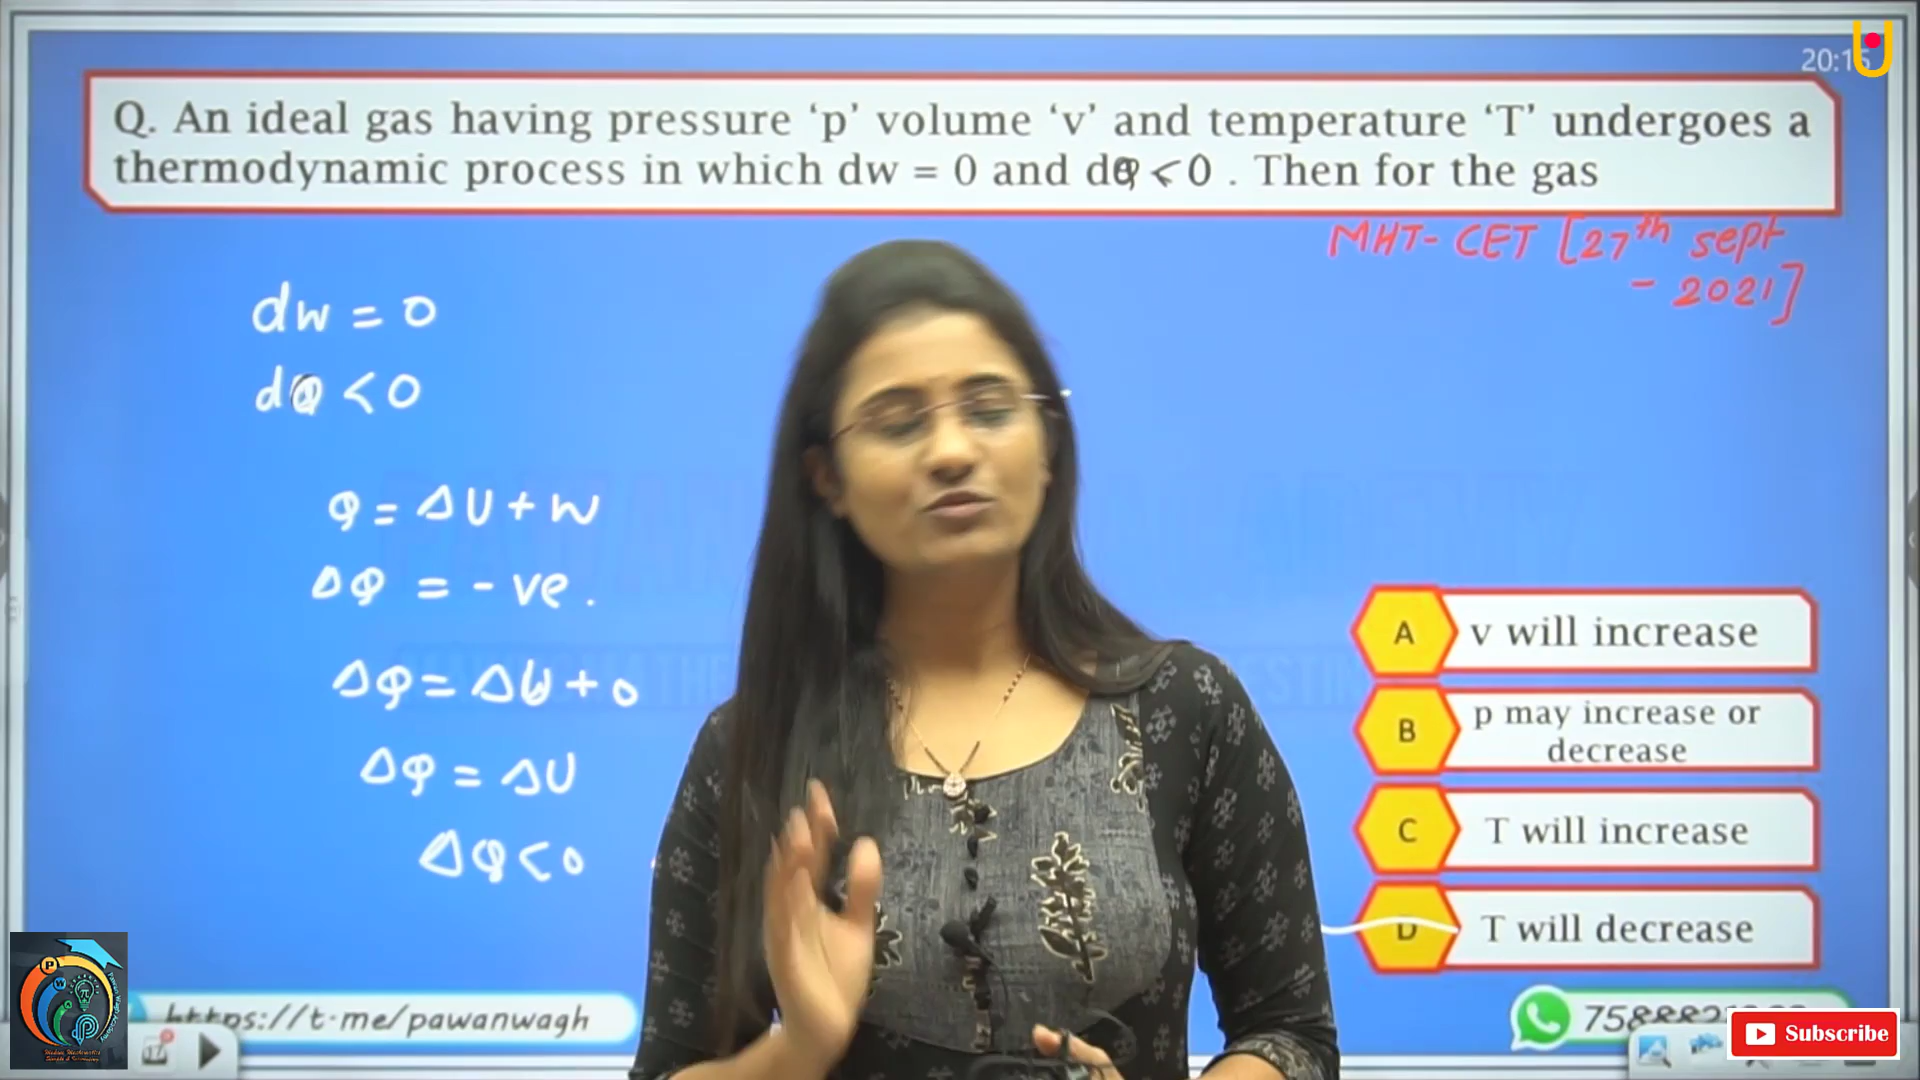 20:15
Q. An ideal gas having pressure ‘p’ volume ‘v’ and temperature ‘T’ undergoes a
thermodynamic process in which dw = 0 and dQ < 0 . Then for the gas
MHT- CET [27th sept
- 2021]
dw = 0
dQ < 0
Q = ΔU + W
ΔQ = - ve .
ΔQ = ΔU + 0
ΔQ = ΔU
ΔQ < 0
A v will increase
B p may increase or
decrease
C T will increase
D T will decrease
https://t.me/pawanwagh
Subscribe